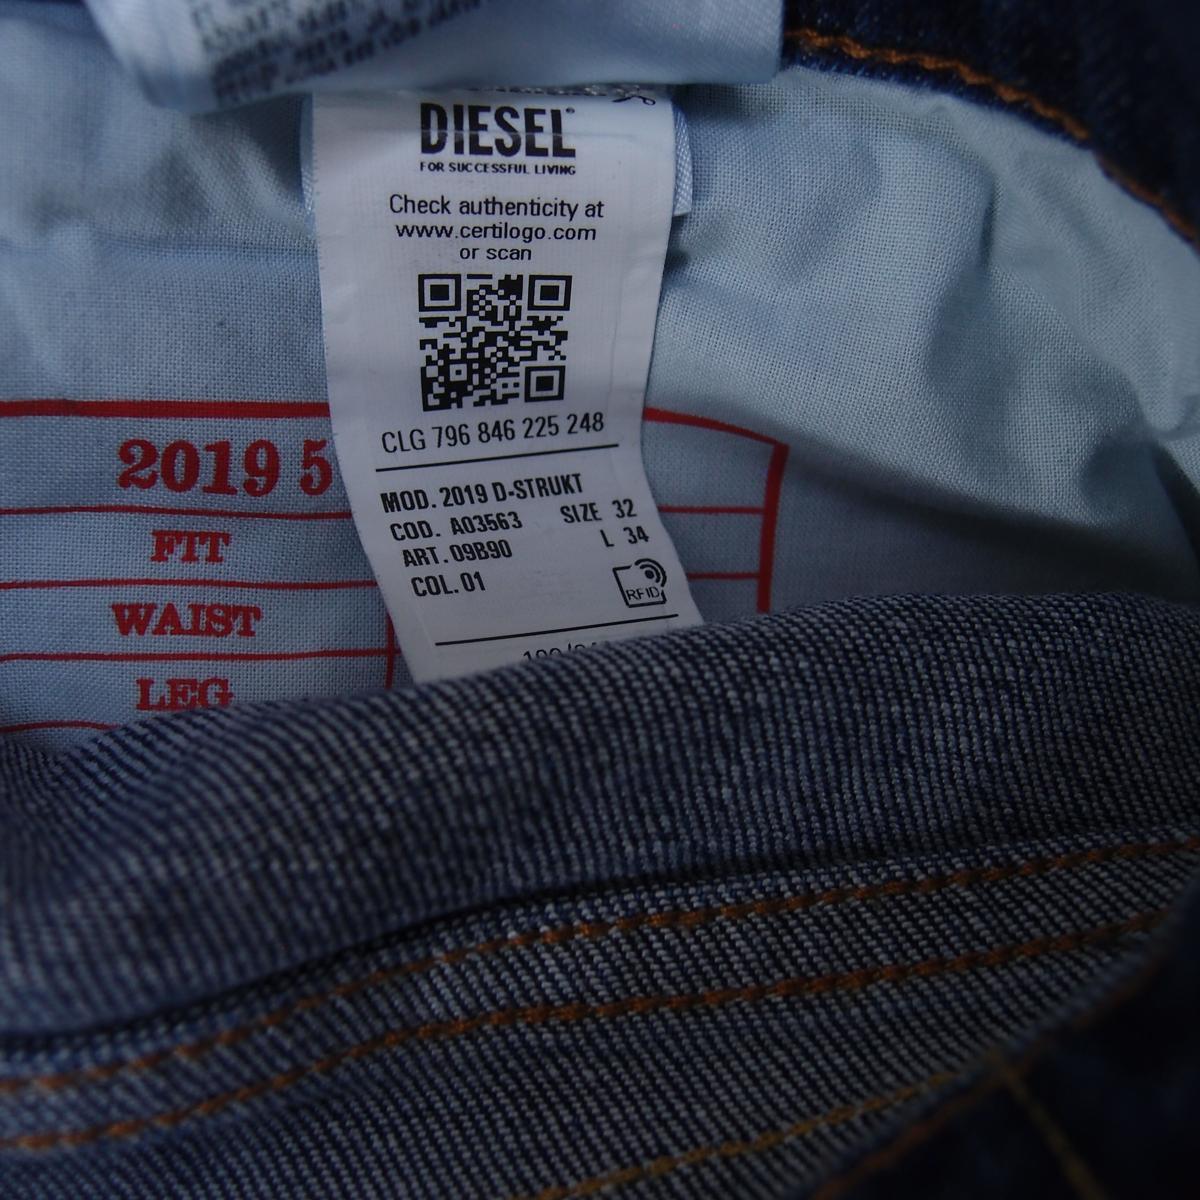 DIESEL®
FOR SUCCESSFUL LIVING
Check authenticity at
www.certilogo.com
or scan
CLG 796 846 225 248
MOD. 2019 D-STRUKT
COD. A03563 SIZE 32
ART. 09B90 L 34
COL. 01
RFID
2019 5
FIT
WAIST
LEG